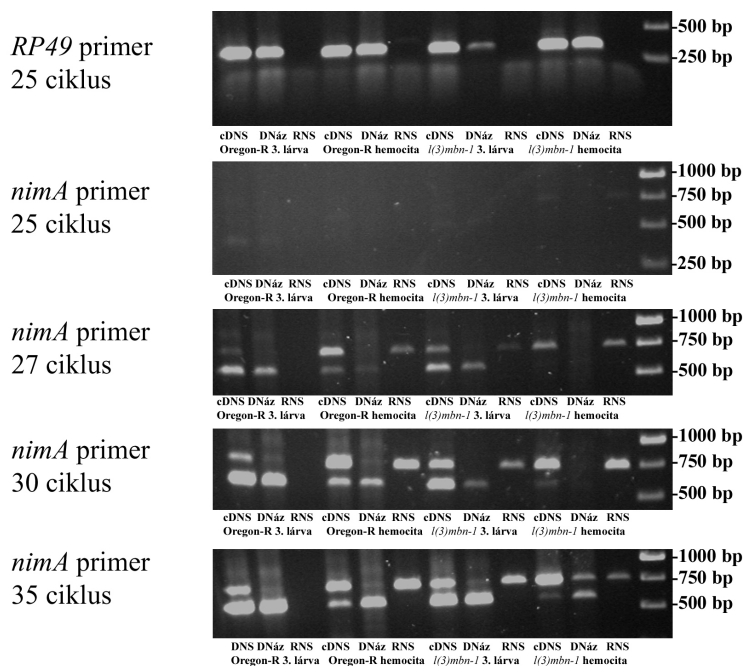 RP49 primer
25 ciklus
-500 bp
-250 bp
cDNS DNáz RNS cDNS DNáz RNS cDNS DNáz RNS cDNS DNáz RNS
Oregon-R 3. lárva Oregon-R hemocita l(3)mbn-1 3. lárva l(3)mbn-1 hemocita
nimA primer
25 ciklus
-1000 bp
-750 bp
-500 bp
-250 bp
cDNS DNáz RNS cDNS DNáz RNS cDNS DNáz RNS cDNS DNáz RNS
Oregon-R 3. lárva Oregon-R hemocita l(3)mbn-1 3. lárva l(3)mbn-1 hemocita
nimA primer
27 ciklus
-1000 bp
-750 bp
-500 bp
cDNS DNáz RNS cDNS DNáz RNS cDNS DNáz RNS cDNS DNáz RNS
Oregon-R 3. lárva Oregon-R hemocita l(3)mbn-1 3. lárva l(3)mbn-1 hemocita
nimA primer
30 ciklus
-1000 bp
-750 bp
-500 bp
cDNS DNáz RNS cDNS DNáz RNS cDNS DNáz RNS cDNS DNáz RNS
Oregon-R 3. lárva Oregon-R hemocita l(3)mbn-1 3. lárva l(3)mbn-1 hemocita
nimA primer
35 ciklus
-1000 bp
-750 bp
-500 bp
DNS DNáz RNS cDNS DNáz RNS cDNS DNáz RNS cDNS DNáz RNS
Oregon-R 3. lárva Oregon-R hemocita l(3)mbn-1 3. lárva l(3)mbn-1 hemocita